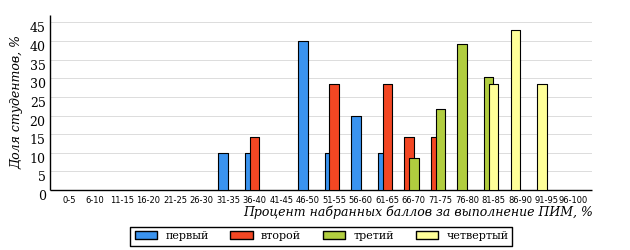 Доля студентов, %
45
40
35
30
25
20
15
10
5
0
0-5 6-10 11-15 16-20 21-25 26-30 31-35 36-40 41-45 46-50 51-55 56-60 61-65 66-70 71-75 76-80 81-85 86-90 91-95 96-100
Процент набранных баллов за выполнение ПИМ, %
первый второй третий четвертый